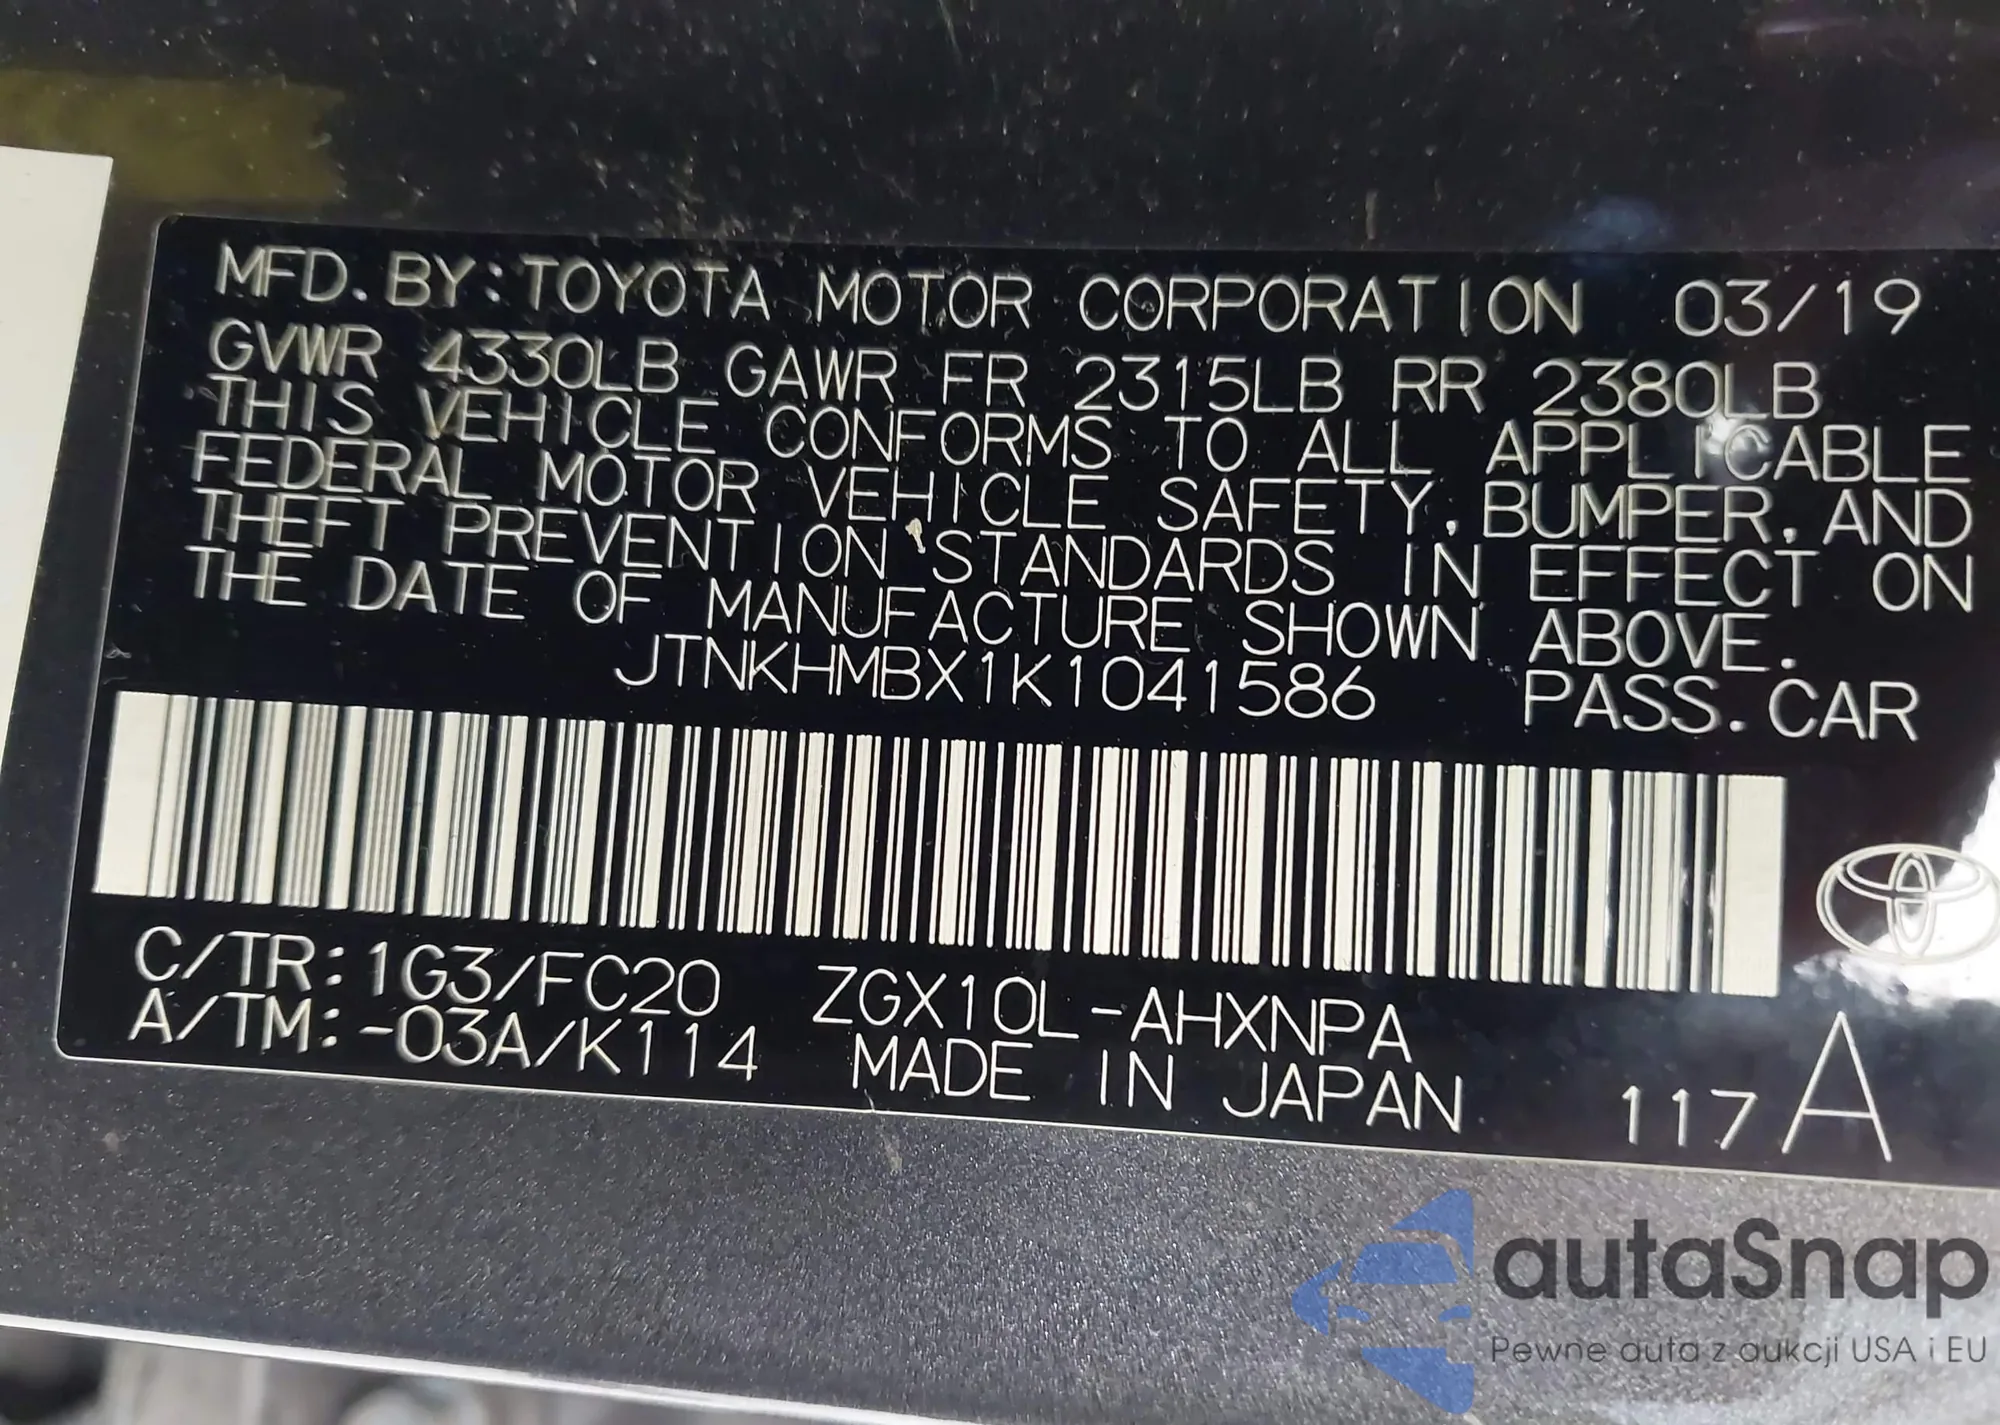 MFD. BY: TOYOTA MOTOR CORPORATION 03/19
GVWR 4330LB GAWR FR 2315LB RR 2380LB
THIS VEHICLE CONFORMS TO ALL APPLICABLE
FEDERAL MOTOR VEHICLE SAFETY, BUMPER, AND
THEFT PREVENTION STANDARDS IN EFFECT ON
THE DATE OF MANUFACTURE SHOWN ABOVE.
JTNKHMBX1K1041586 PASS. CAR
C/TR: 1G3/FC20 ZGX10L-AHXNPA
A/TM: -03A/K114 MADE IN JAPAN 117 A
autaSnap
Pewne auta z aukcji USA i EU